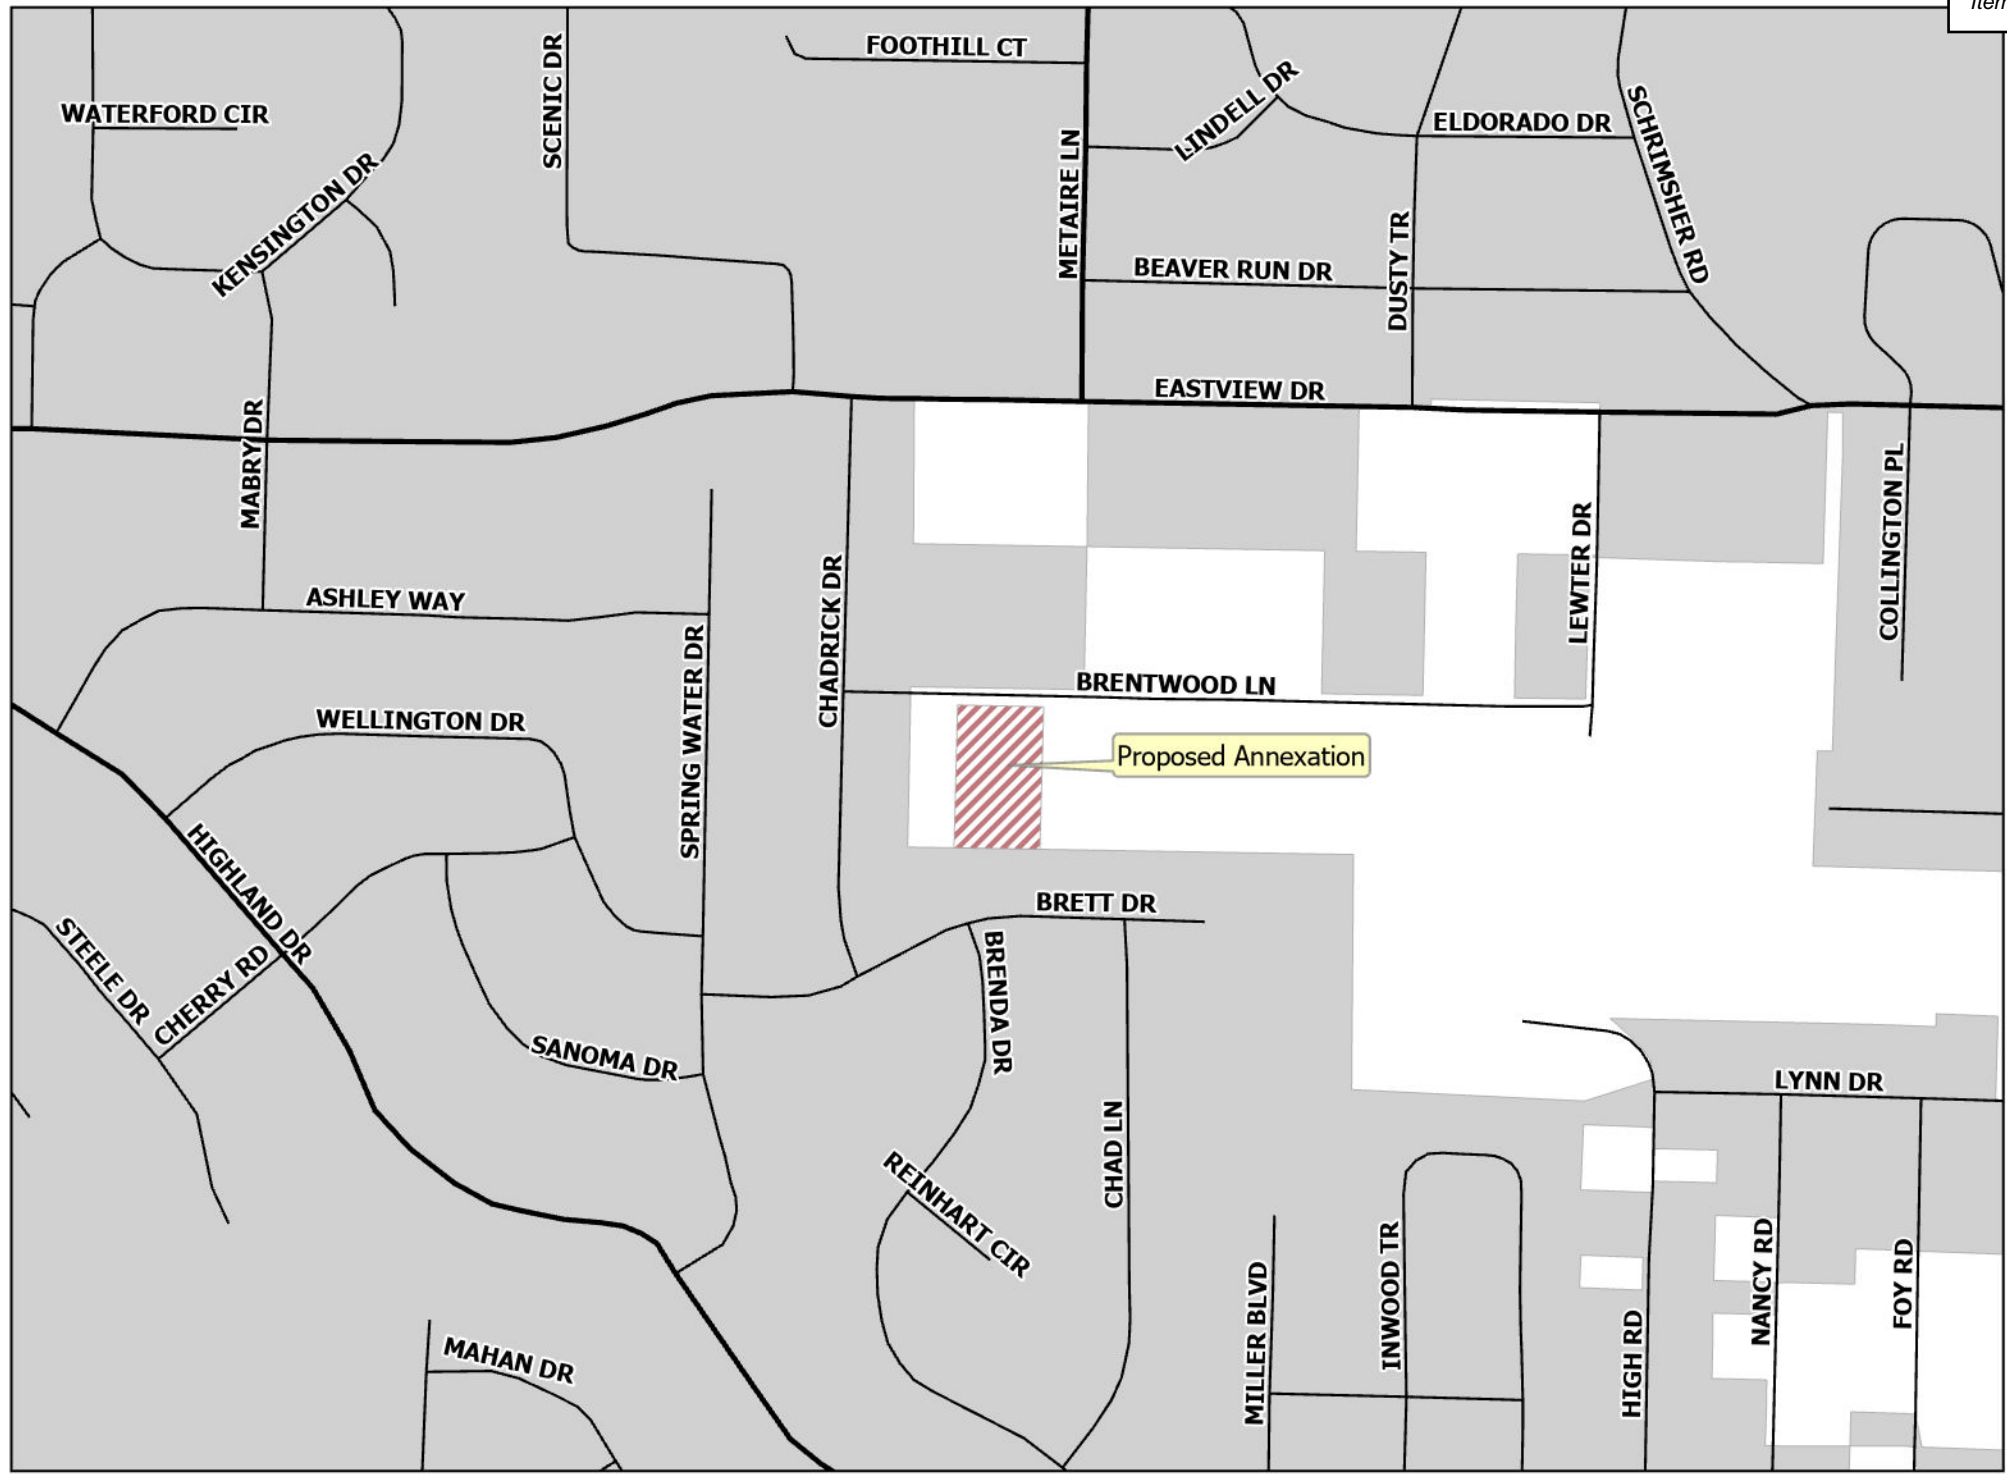 Item
FOOTHILL CT
SCENIC DR
WATERFORD CIR
LINDELL DR
ELDORADO DR
SCHRIMSHER RD
METAIRE LN
KENSINGTON DR
DUSTY TR
BEAVER RUN DR
EASTVIEW DR
MABRY DR
COLLINGTON PL
LEWTER DR
CHADRICK DR
ASHLEY WAY
SPRING WATER DR
BRENTWOOD LN
WELLINGTON DR
Proposed Annexation
HIGHLAND DR
BRETT DR
STEELE DR
CHERRY RD
BRENDA DR
SANOMA DR
LYNN DR
CHAD LN
REINHART CIR
MILLER BLVD
INWOOD TR
HIGH RD
NANCY RD
FOY RD
MAHAN DR